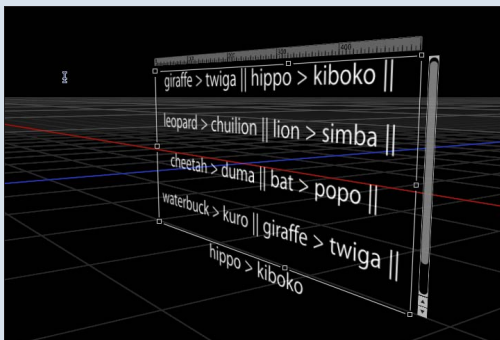 giraffe > twiga || hippo > kiboko ||
leopard > chuilion || lion > simba ||
cheetah > duma || bat > popo ||
waterbuck > kuro || giraffe > twiga ||
hippo > kiboko